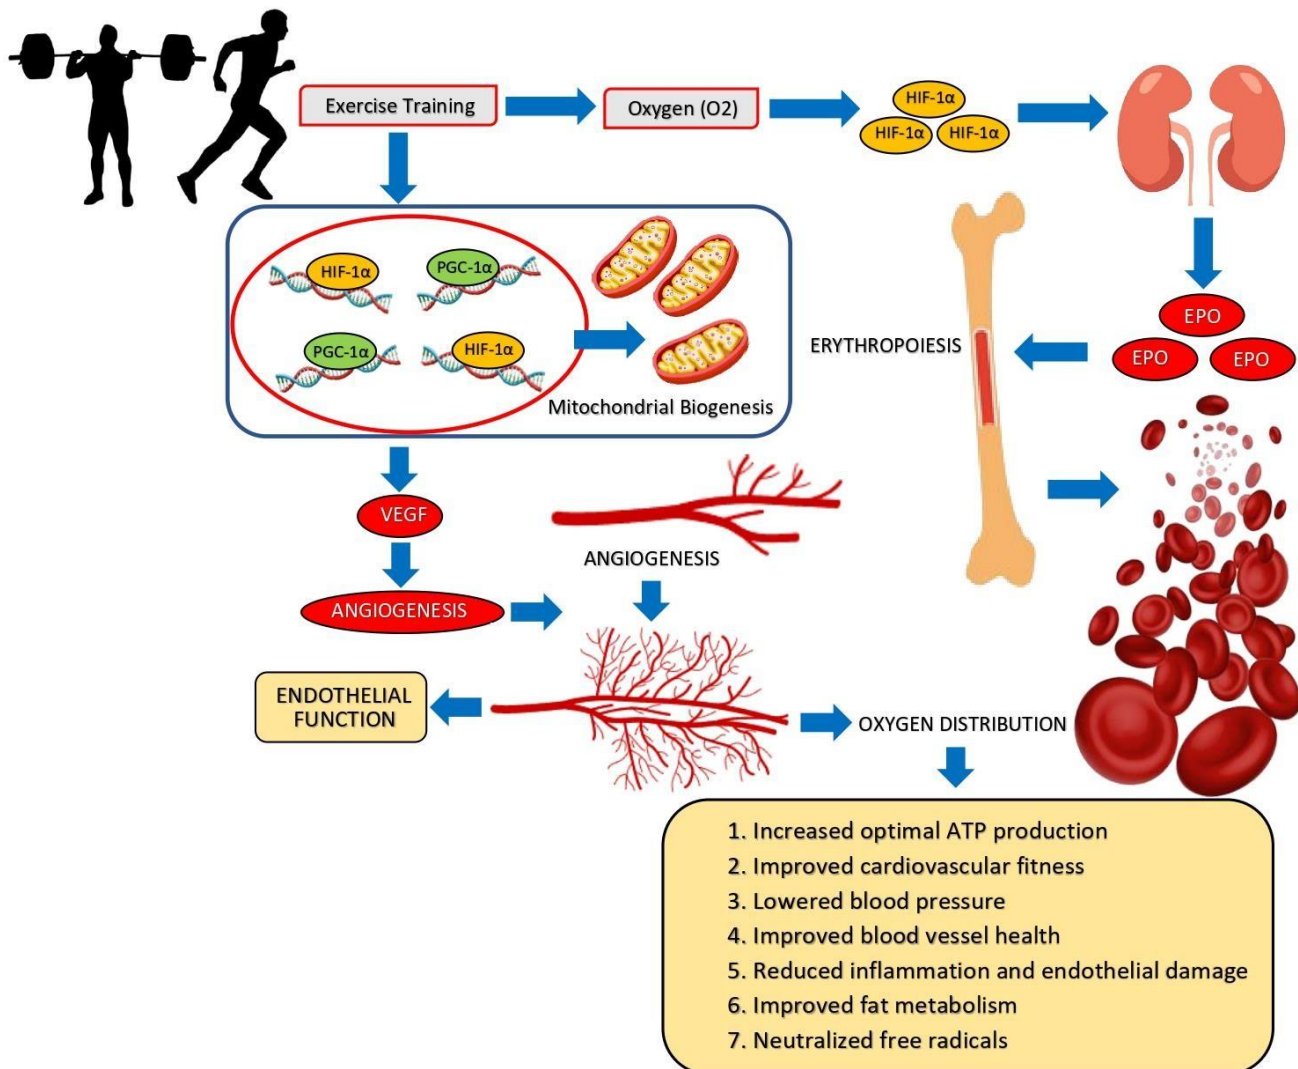 Exercise Training
Oxygen (O2)
HIF-1α
HIF-1α
HIF-1α
HIF-1α
PGC-1α
PGC-1α
HIF-1α
Mitochondrial Biogenesis
ERYTHROPOIESIS
EPO
EPO
EPO
VEGF
ANGIOGENESIS
ANGIOGENESIS
ENDOTHELIAL
FUNCTION
OXYGEN DISTRIBUTION
1. Increased optimal ATP production
2. Improved cardiovascular fitness
3. Lowered blood pressure
4. Improved blood vessel health
5. Reduced inflammation and endothelial damage
6. Improved fat metabolism
7. Neutralized free radicals